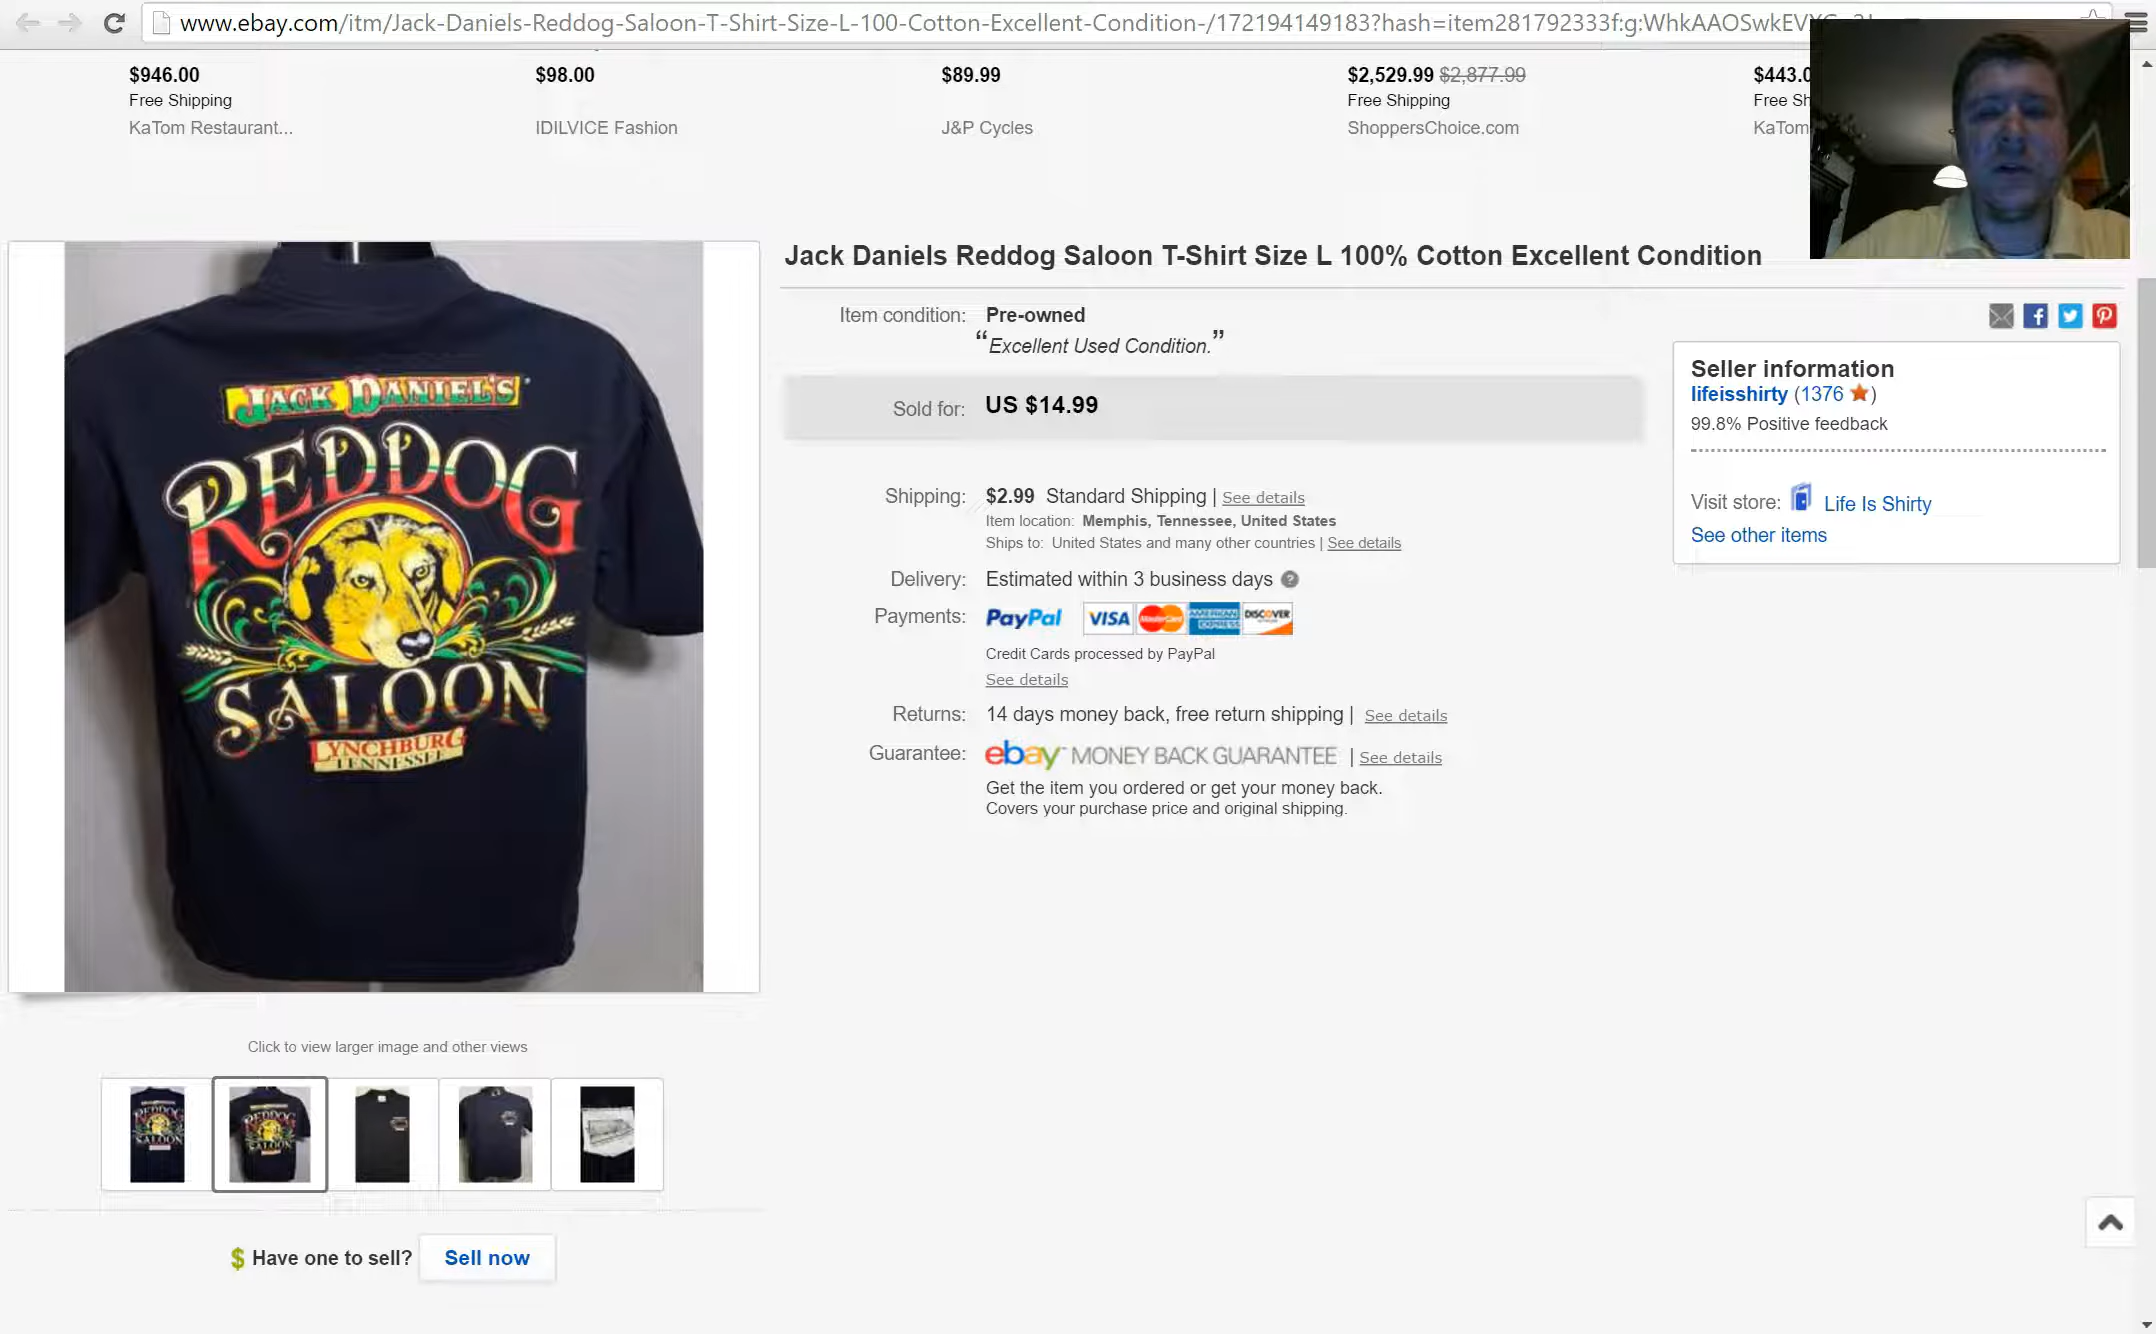 www.ebay.com/itm/Jack-Daniels-Reddog-Saloon-T-Shirt-Size-L-100-Cotton-Excellent-Condition-/172194149183?hash=item281792333f:g:WhkAAOSwkEV
$946.00
Free Shipping
KaTom Restaurant...
$98.00
IDILVICE Fashion
$89.99
J&P Cycles
$2,529.99 $2,877.99
Free Shipping
ShoppersChoice.com
$443.0
Free Sh
KaTom
JACK DANIEL'S
REDDOG
SALOON
LYNCHBURG
TENNESSEE
Jack Daniels Reddog Saloon T-Shirt Size L 100% Cotton Excellent Condition
Item condition: Pre-owned
“Excellent Used Condition.”
Sold for: US $14.99
Shipping: $2.99 Standard Shipping | See details
Item location: Memphis, Tennessee, United States
Ships to: United States and many other countries | See details
Delivery: Estimated within 3 business days ?
Payments: PayPal VISA MasterCard AMERICAN EXPRESS DISCOVER
Credit Cards processed by PayPal
See details
Returns: 14 days money back, free return shipping | See details
Guarantee: ebay™ MONEY BACK GUARANTEE | See details
Get the item you ordered or get your money back.
Covers your purchase price and original shipping.
Seller information
lifeisshirty (1376 )
99.8% Positive feedback
Visit store: Life Is Shirty
See other items
Click to view larger image and other views
REDDOG
SALOON
REDDOG
SALOON
$ Have one to sell? Sell now